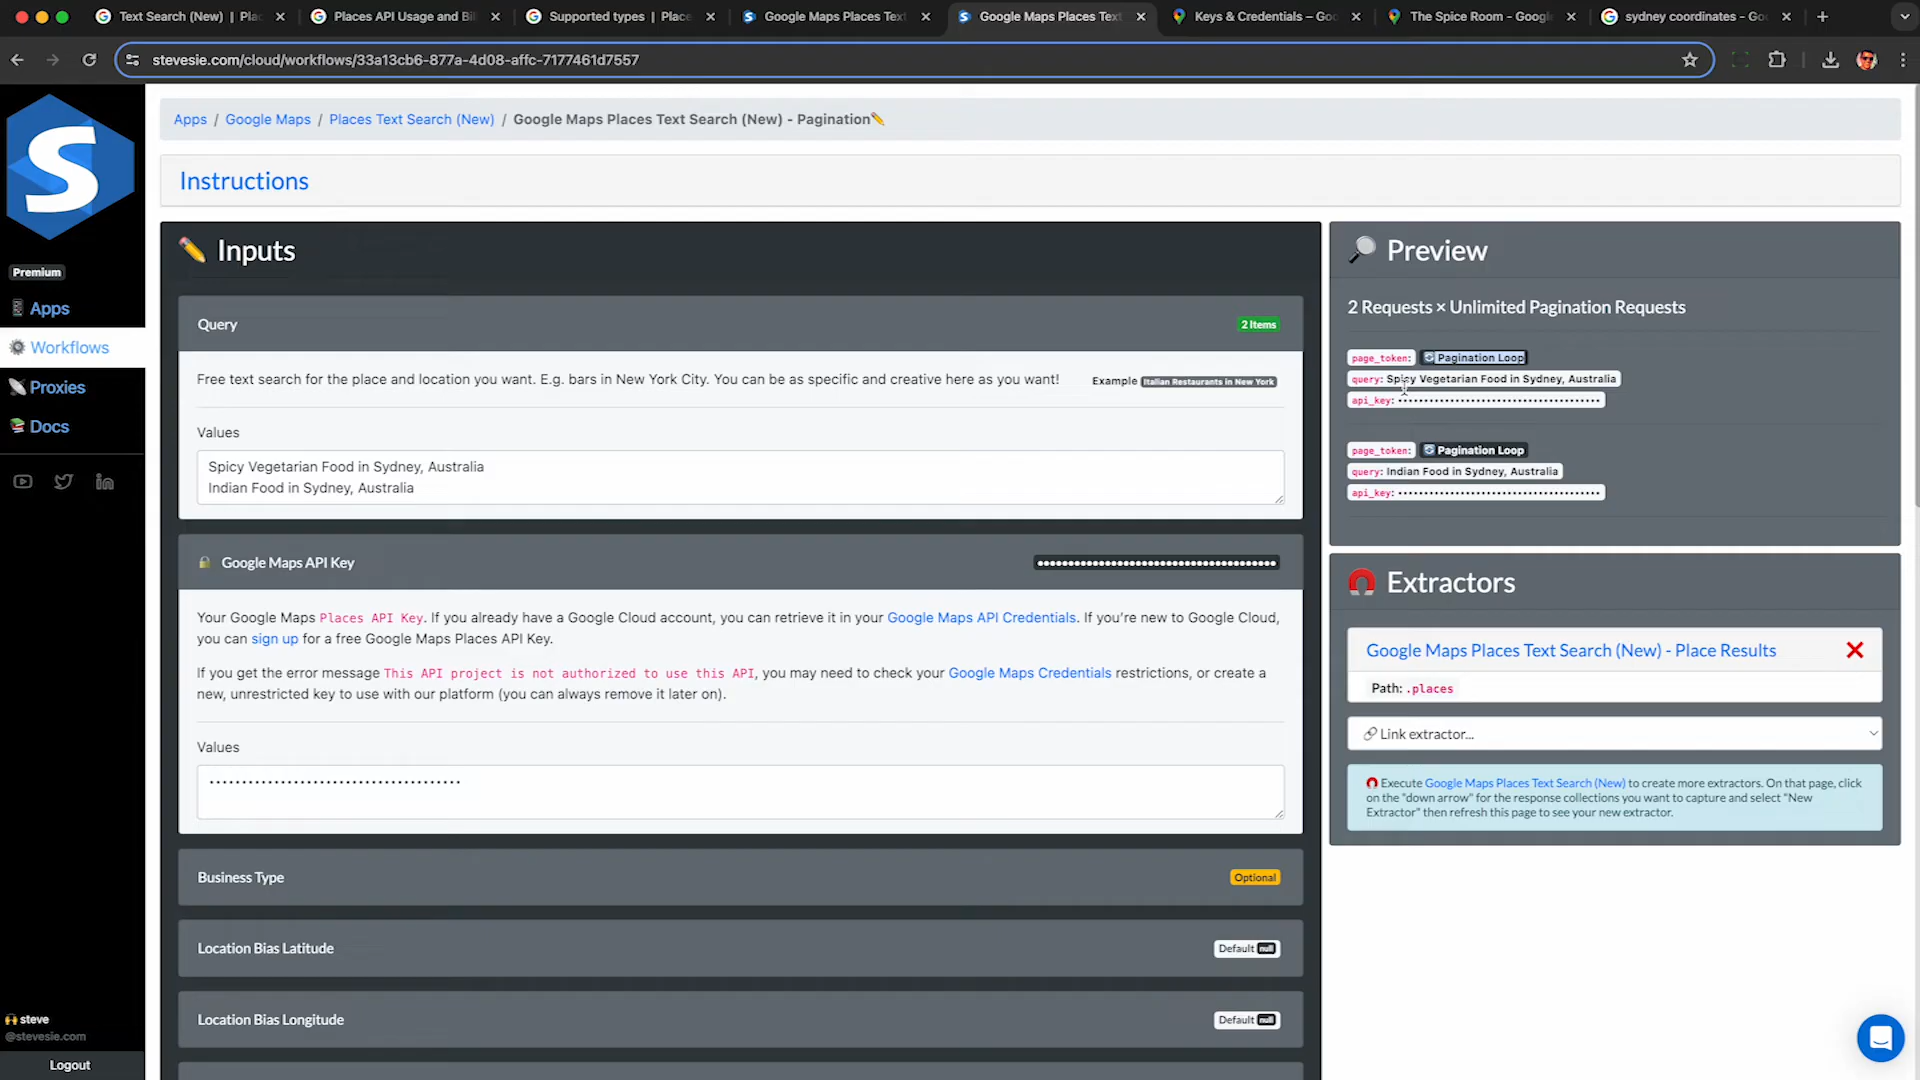 Text Search (New) | Plac
Places API Usage and Bil
Supported types | Place
Google Maps Places Text
Google Maps Places Text
Keys & Credentials – Goo
The Spice Room - Google
sydney coordinates - Goo
stevesie.com/cloud/workflows/33a13cb6-877a-4d08-affc-7177461d7557
Apps / Google Maps / Places Text Search (New) / Google Maps Places Text Search (New) - Pagination
Instructions
Premium
Apps
Workflows
Proxies
Docs
steve
@stevesie.com
Logout
Inputs
Query
2 Items
Free text search for the place and location you want. E.g. bars in New York City. You can be as specific and creative here as you want!
Example Italian Restaurants in New York
Values
Spicy Vegetarian Food in Sydney, Australia
Indian Food in Sydney, Australia
Google Maps API Key
Your Google Maps Places API Key. If you already have a Google Cloud account, you can retrieve it in your Google Maps API Credentials. If you're new to Google Cloud,
you can sign up for a free Google Maps Places API Key.
If you get the error message This API project is not authorized to use this API, you may need to check your Google Maps Credentials restrictions, or create a
new, unrestricted key to use with our platform (you can always remove it later on).
Values
Business Type
Optional
Location Bias Latitude
Default null
Location Bias Longitude
Default null
Preview
2 Requests × Unlimited Pagination Requests
page_token: Pagination Loop
query: Spicy Vegetarian Food in Sydney, Australia
api_key:
page_token: Pagination Loop
query: Indian Food in Sydney, Australia
api_key:
Extractors
Google Maps Places Text Search (New) - Place Results
Path: .places
Link extractor...
Execute Google Maps Places Text Search (New) to create more extractors. On that page, click
on the "down arrow" for the response collections you want to capture and select "New
Extractor" then refresh this page to see your new extractor.